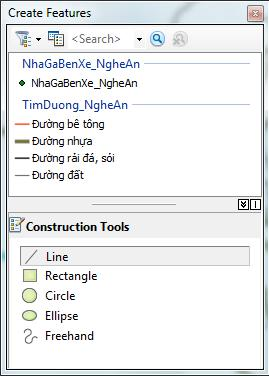 Create Features
<Search>
NhaGaBenXe_NgheAn
NhaGaBenXe_NgheAn
TimDuong_NgheAn
Đường bê tông
Đường nhựa
Đường rải đá, sỏi
Đường đất
Construction Tools
Line
Rectangle
Circle
Ellipse
Freehand